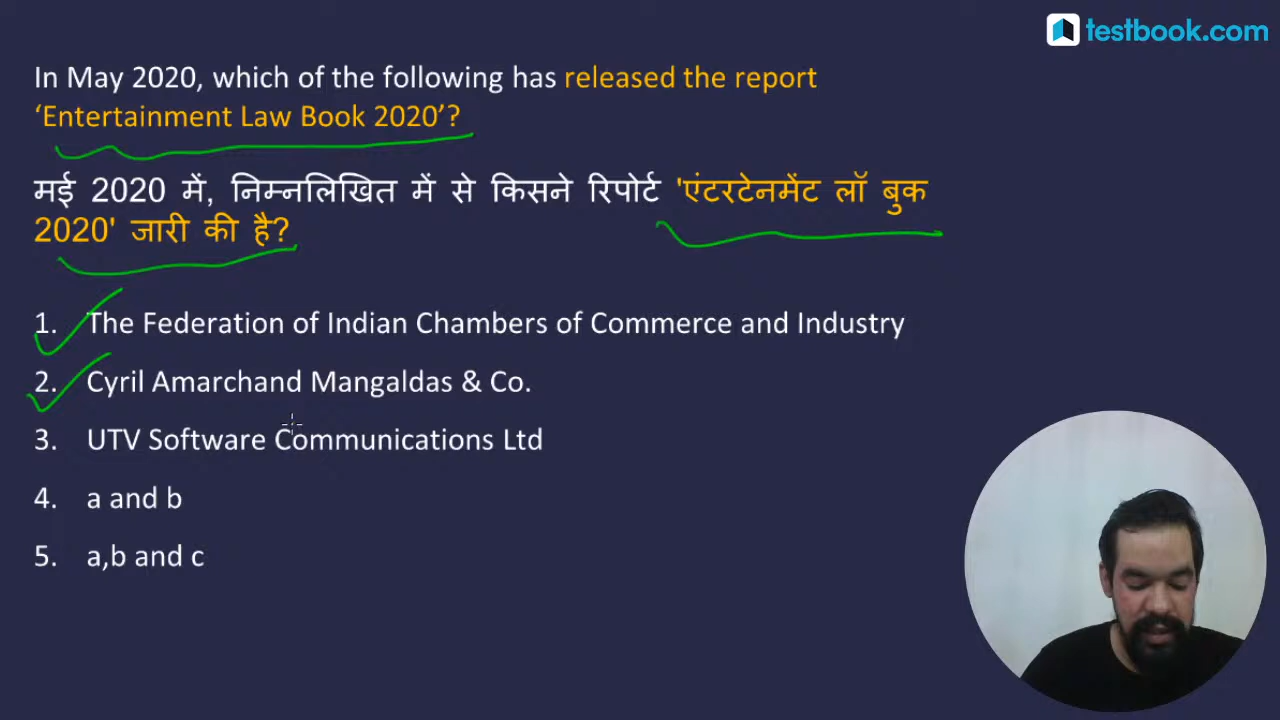 testbook.com
In May 2020, which of the following has released the report
‘Entertainment Law Book 2020’?
मई 2020 में, निम्नलिखित में से किसने रिपोर्ट 'एंटरटेनमेंट लॉ बुक
2020' जारी की है?
1. The Federation of Indian Chambers of Commerce and Industry
2. Cyril Amarchand Mangaldas & Co.
3. UTV Software Communications Ltd
4. a and b
5. a,b and c